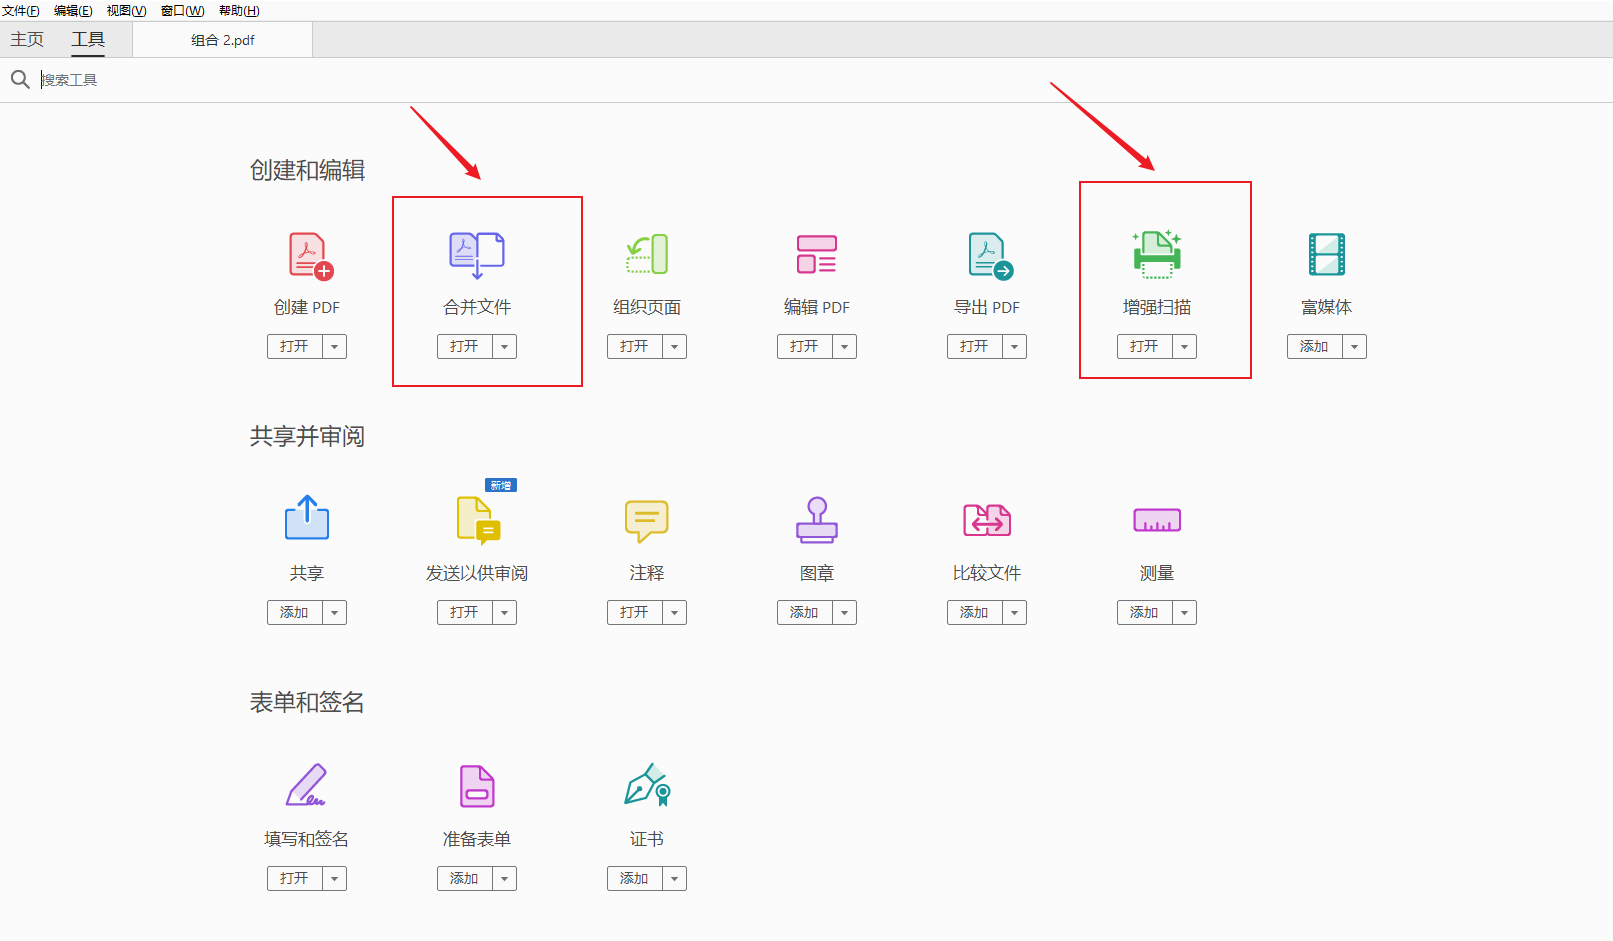 文件(F) 编辑(E) 视图(V) 窗口(W) 帮助(H)
主页 工具 组合 2.pdf
搜索工具
创建和编辑
创建 PDF 合并文件 组织页面 编辑 PDF 导出 PDF 增强扫描 富媒体
打开 打开 打开 打开 打开 打开 添加
共享并审阅
新增
共享 发送以供审阅 注释 图章 比较文件 测量
添加 打开 打开 添加 添加 添加
表单和签名
填写和签名 准备表单 证书
打开 添加 添加